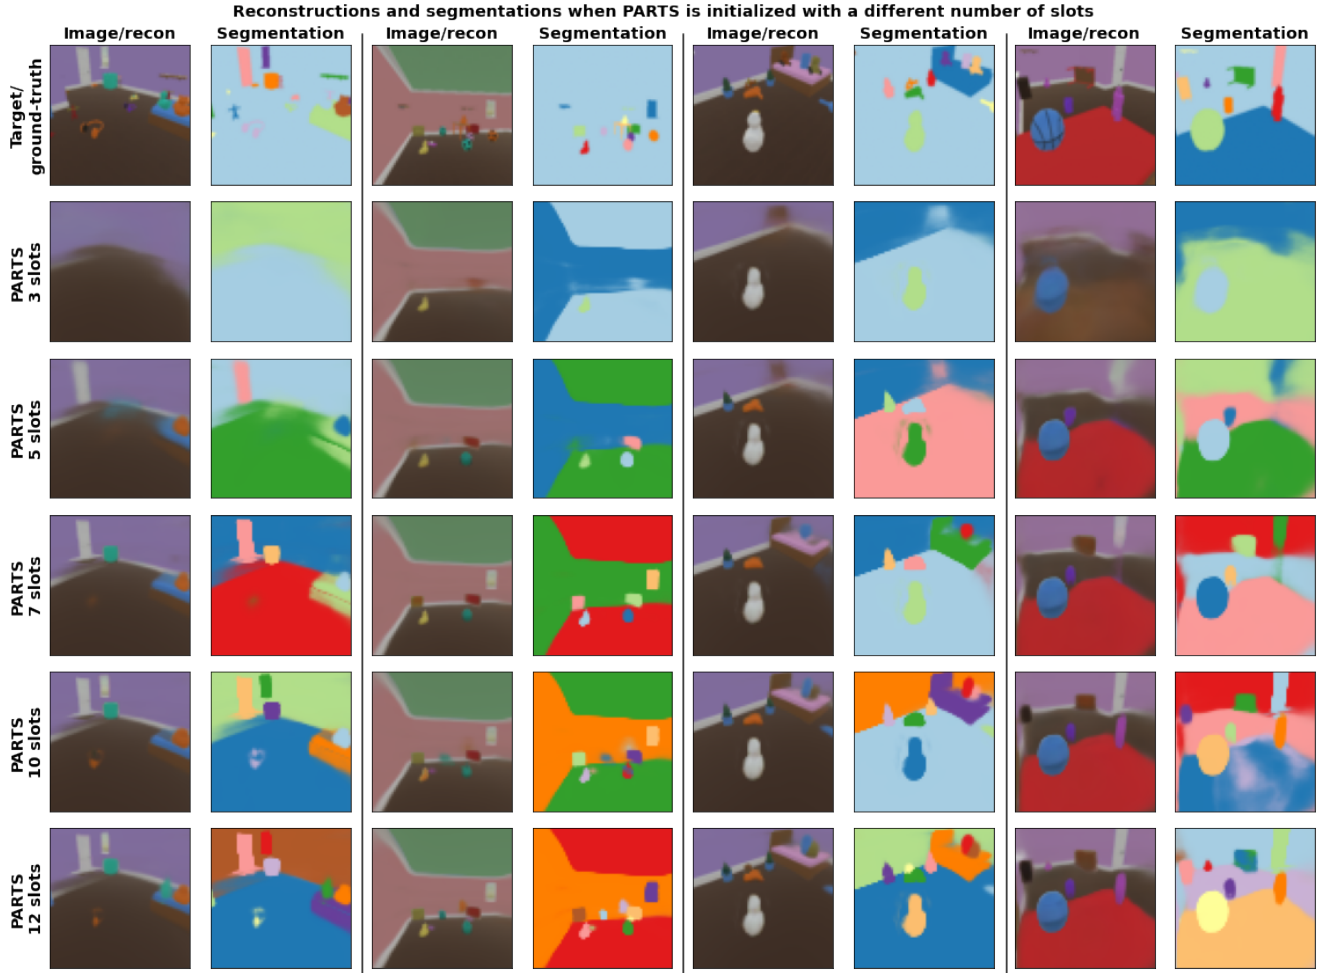 Reconstructions and segmentations when PARTS is initialized with a different number of slots
Image/recon Segmentation Image/recon Segmentation Image/recon Segmentation Image/recon Segmentation
Target/
ground-truth
PARTS
3 slots
PARTS
5 slots
PARTS
7 slots
PARTS
10 slots
PARTS
12 slots